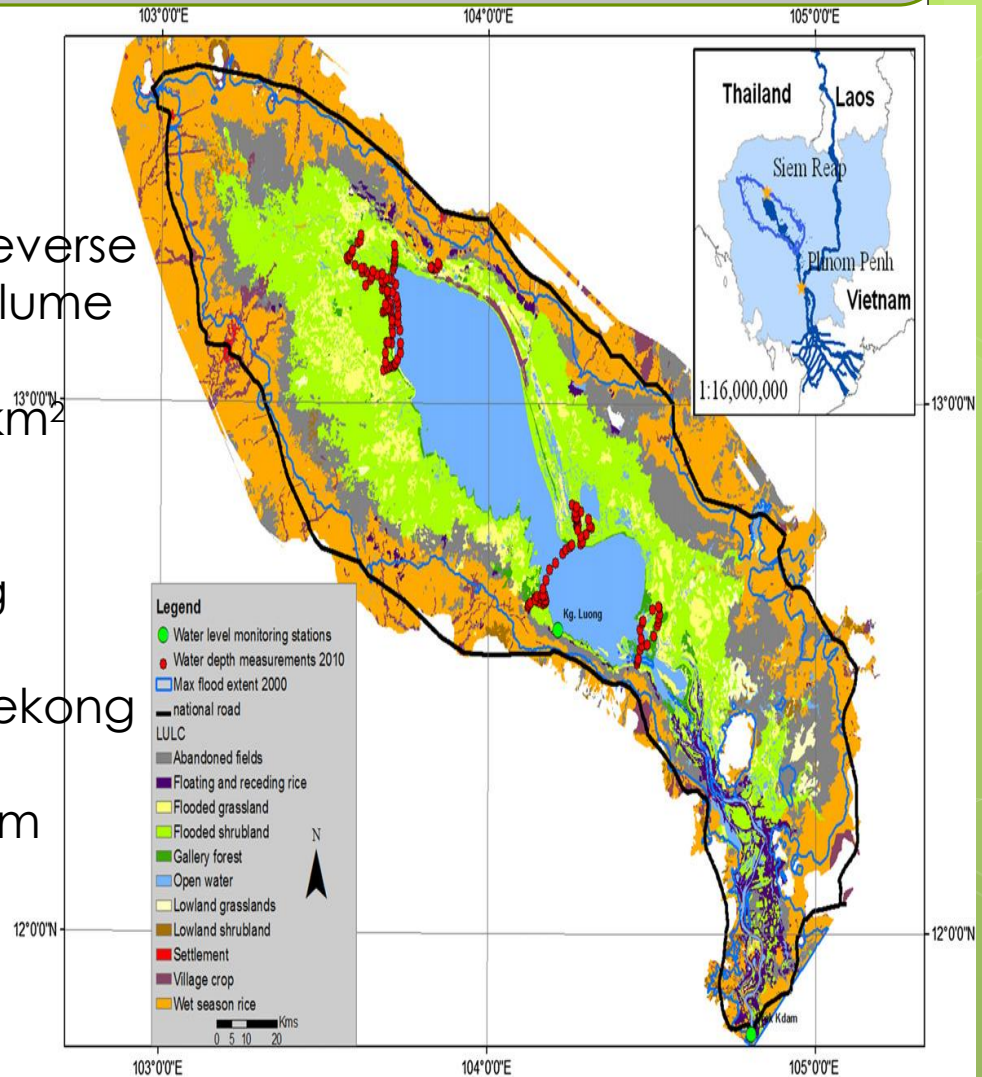 103°0'0"E
104°0'0"E
105°0'0"E
everse
lume
km²
g
ekong
m
13°0'0"N
13°0'0"N
12°0'0"N
12°0'0"N
Thailand
Laos
Siem Reap
Phnom Penh
Vietnam
1:16,000,000
Kg. Luong
Kdam
Legend
Water level monitoring stations
Water depth measurements 2010
Max flood extent 2000
national road
LULC
Abandoned fields
Floating and receding rice
Flooded grassland
Flooded shrubland
Gallery forest
Open water
Lowland grasslands
Lowland shrubland
Settlement
Village crop
Wet season rice
N
Kms
0 5 10 20
103°0'0"E
104°0'0"E
105°0'0"E